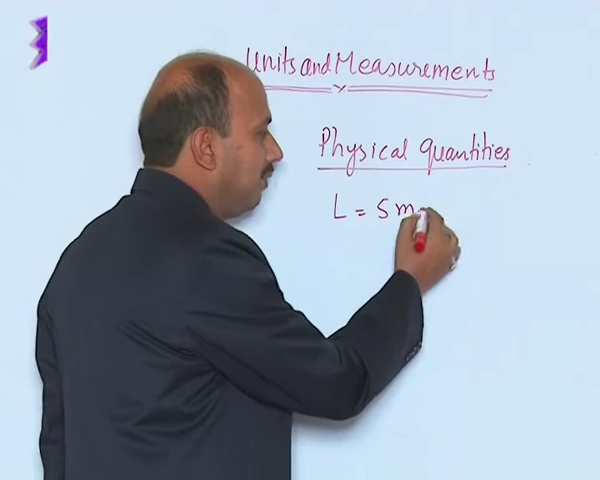 Units and Measurements
Physical Quantities
L = 5 m